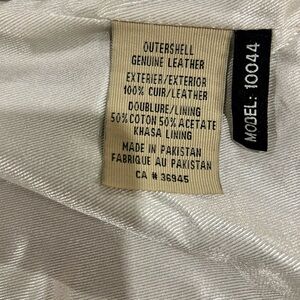 OUTERSHELL
GENUINE LEATHER
EXTERIER/EXTERIOR
100% CUIR/LEATHER
DOUBLURE/LINING
50% COTON 50% ACETATE
KHASA LINING
MADE IN PAKISTAN
FABRIQUE AU PAKISTAN
CA # 36945
MODEL: 10044